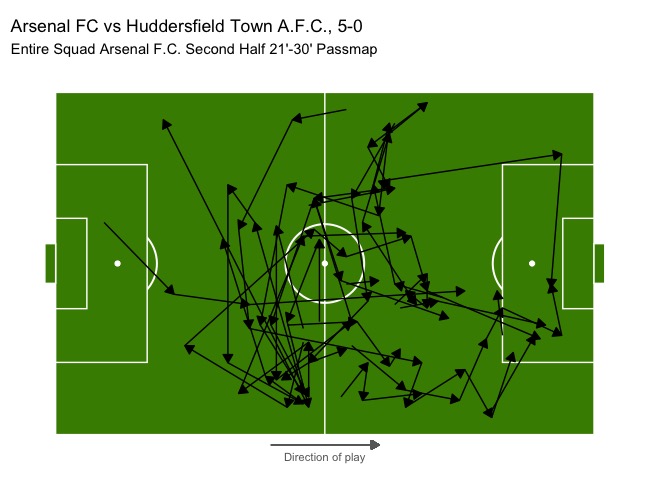 Arsenal FC vs Huddersfield Town A.F.C., 5-0
Entire Squad Arsenal F.C. Second Half 21'-30' Passmap
Direction of play